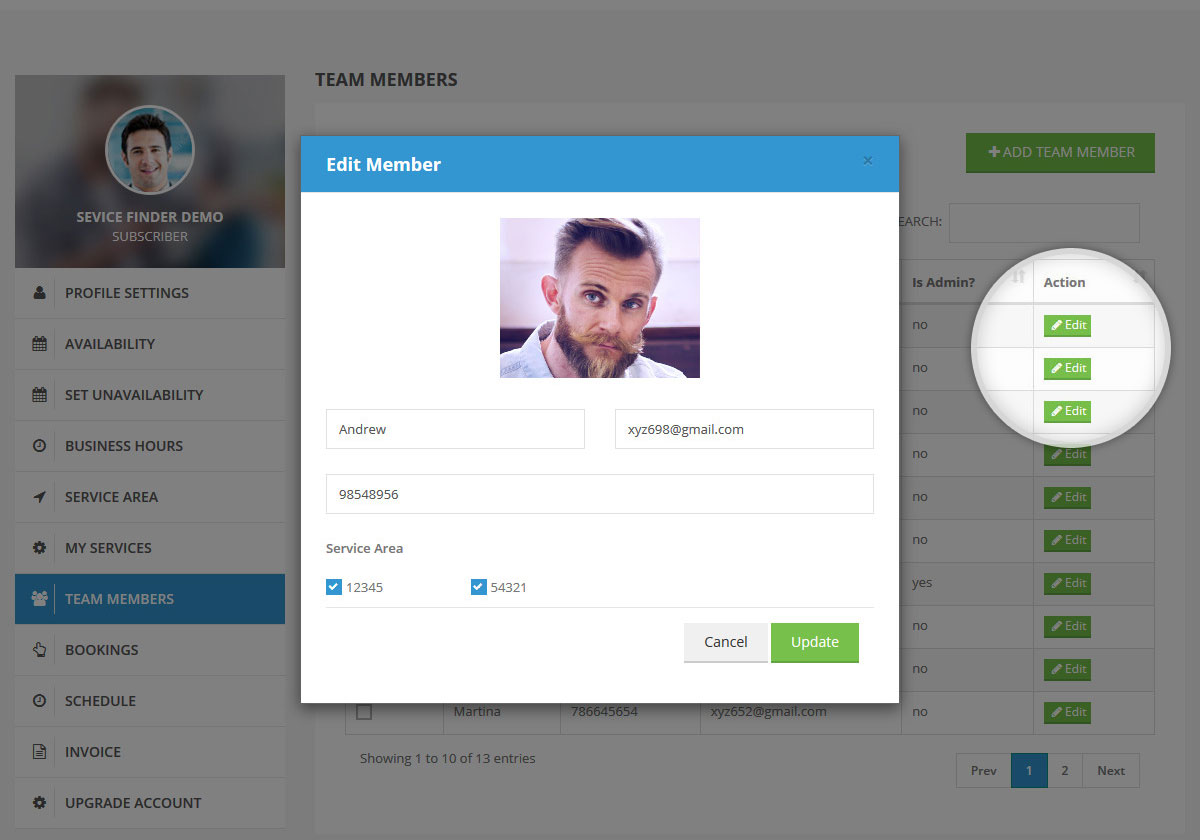 SEVICE FINDER DEMO
SUBSCRIBER
PROFILE SETTINGS
AVAILABILITY
SET UNAVAILABILITY
BUSINESS HOURS
SERVICE AREA
MY SERVICES
TEAM MEMBERS
BOOKINGS
SCHEDULE
INVOICE
UPGRADE ACCOUNT
TEAM MEMBERS
ADD TEAM MEMBER
EARCH:
Edit Member
×
Andrew xyz698@gmail.com
98548956
Service Area
12345 54321
Cancel Update
Is Admin? Action
no Edit
no Edit
no Edit
no Edit
no Edit
no Edit
yes Edit
no Edit
no Edit
Martina 786645654 xyz652@gmail.com no Edit
Showing 1 to 10 of 13 entries
Prev 1 2 Next